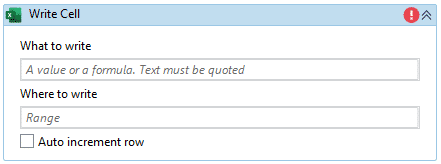 Write Cell
What to write
A value or a formula. Text must be quoted
Where to write
Range
Auto increment row